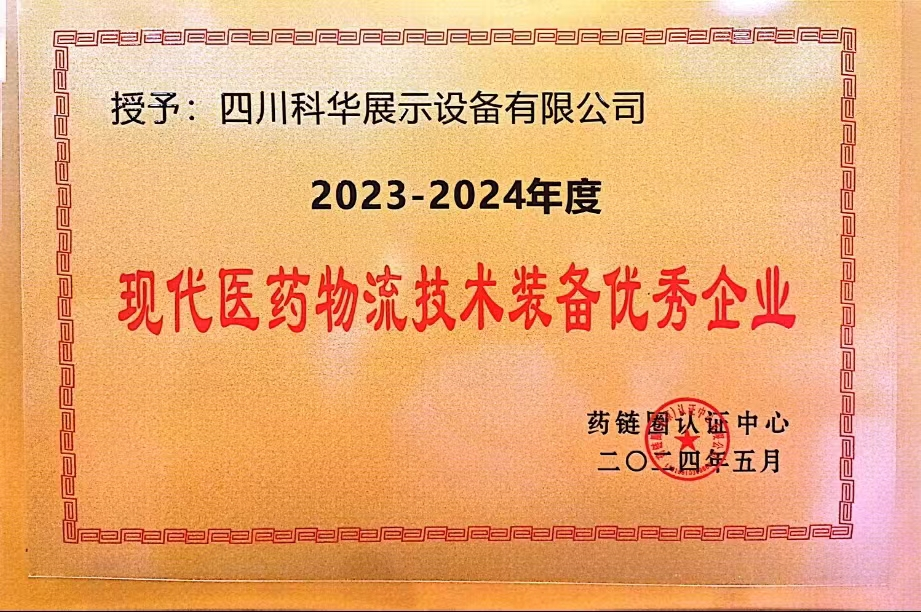 授予：四川科华展示设备有限公司
2023-2024年度
现代医药物流技术装备优秀企业
药链圈认证中心
二〇二四年五月